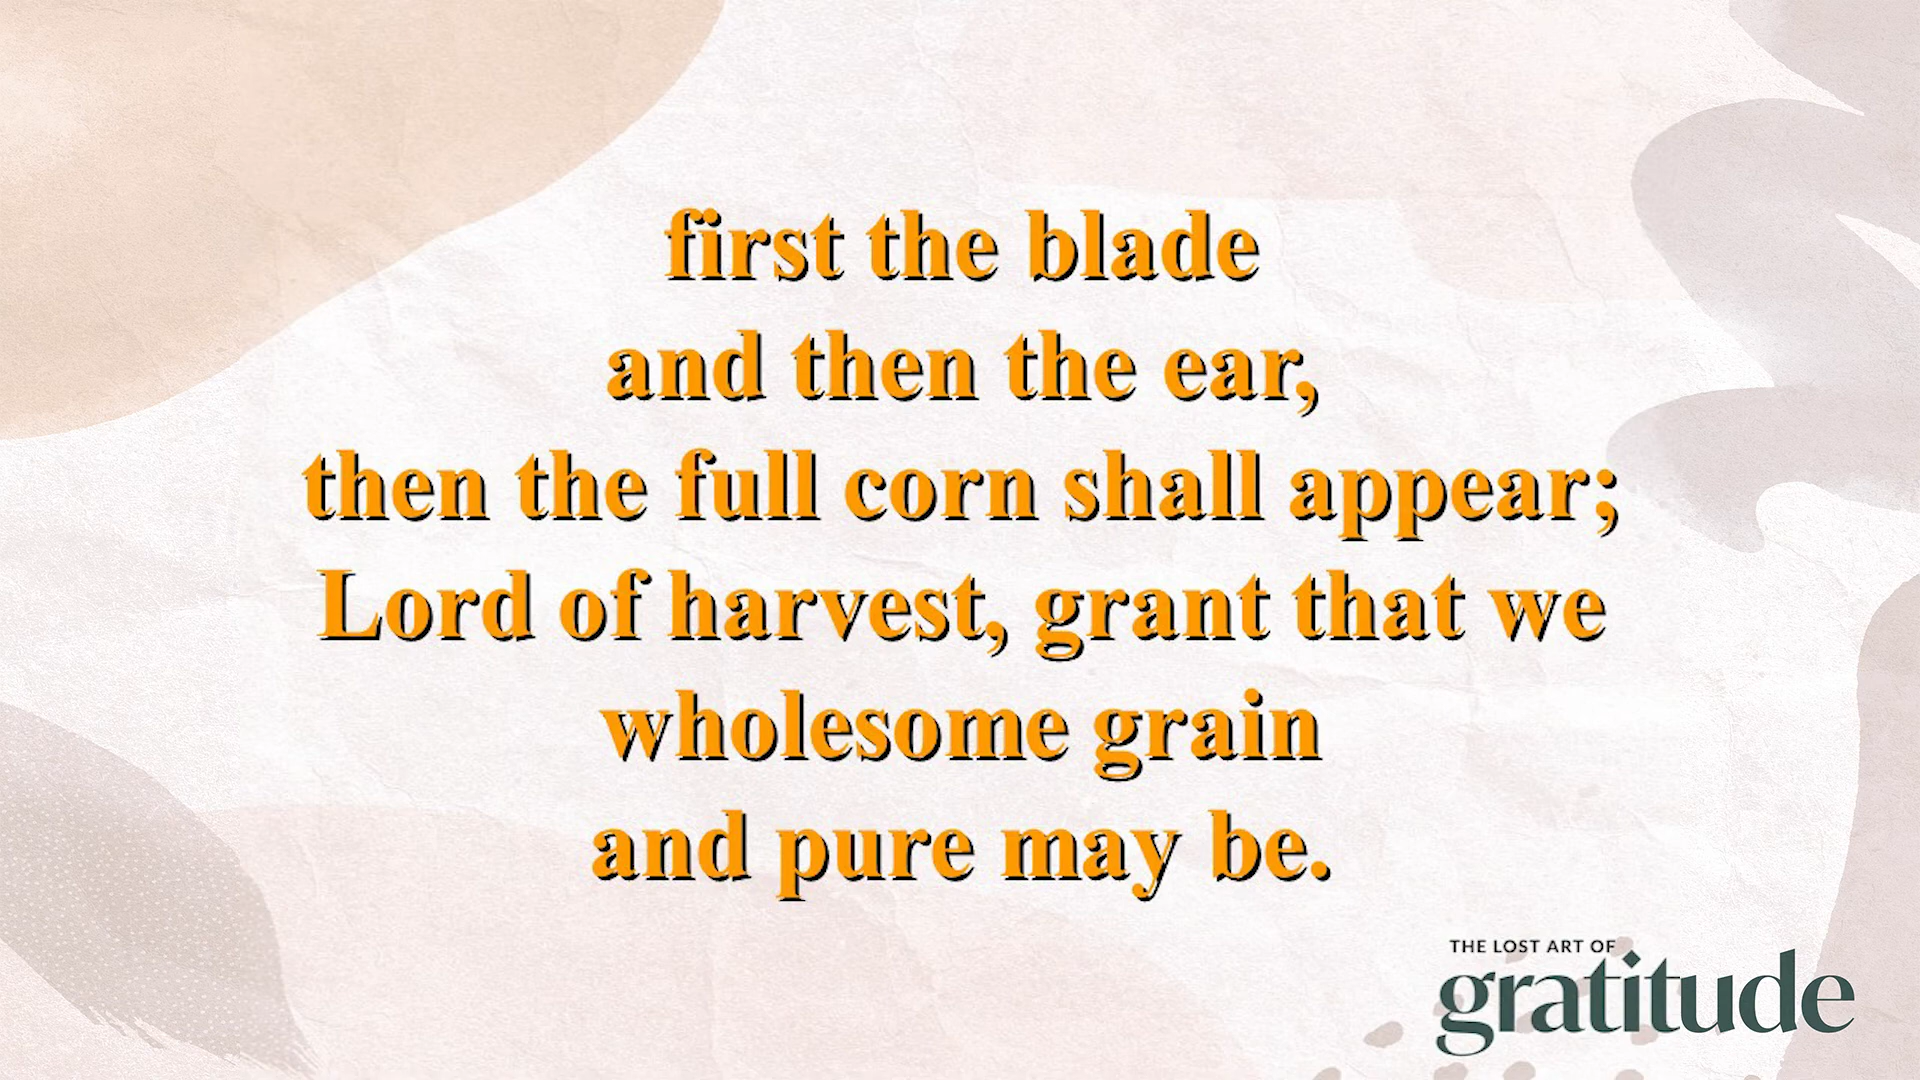 first the blade
and then the ear,
then the full corn shall appear;
Lord of harvest, grant that we
wholesome grain
and pure may be.
THE LOST ART OF
gratitude